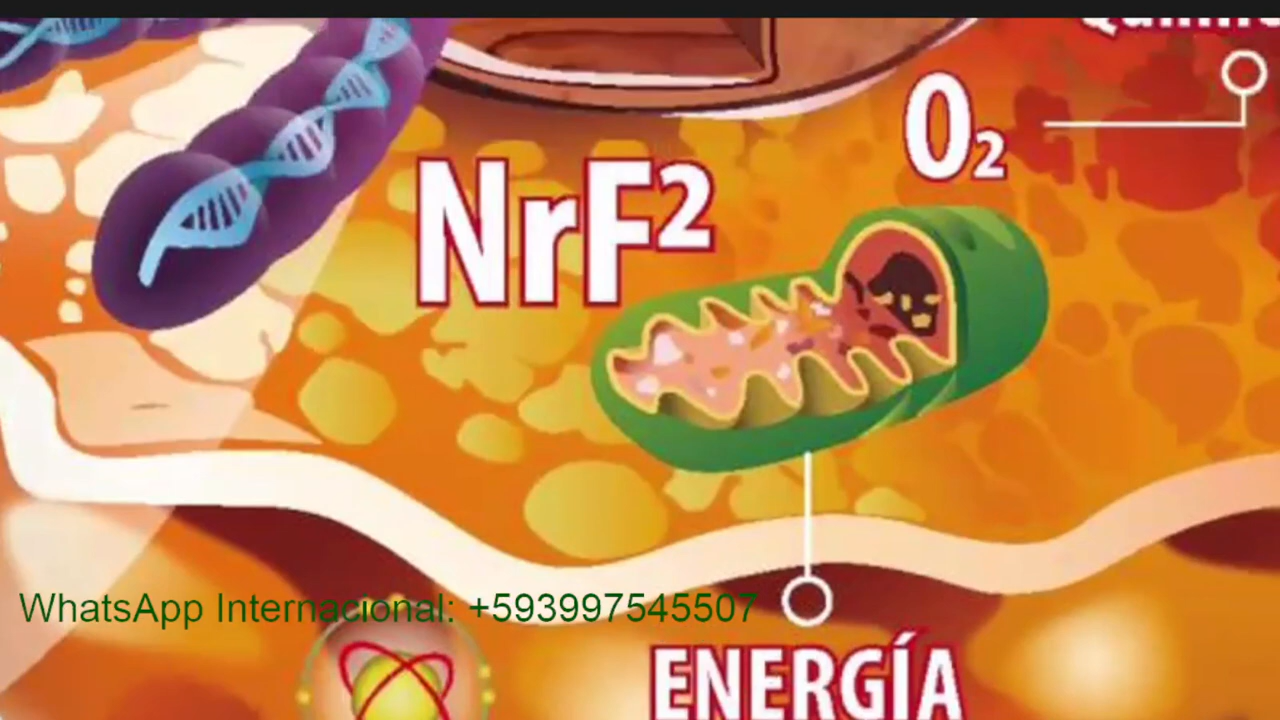 O₂
NrF²
WhatsApp Internacional: +593997545507
ENERGÍA